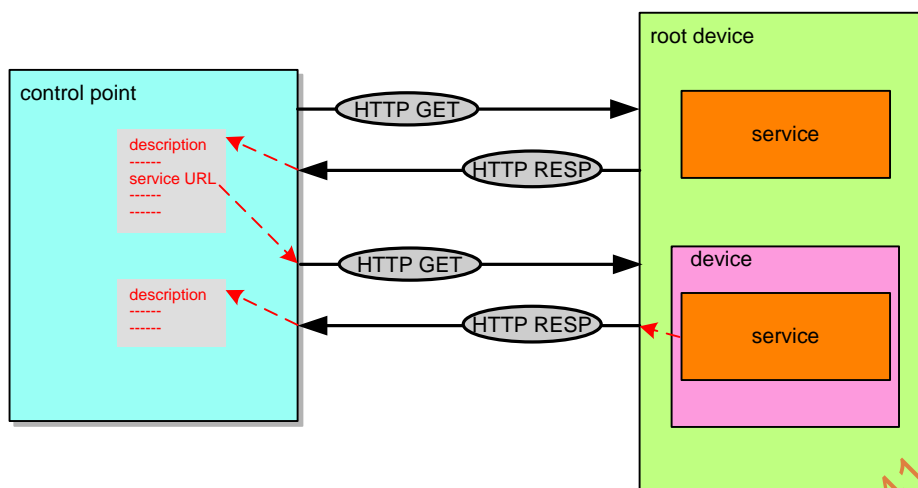 root device
control point
HTTP GET
service
description
------
service URL
------
------
HTTP RESP
HTTP GET
device
description
------
------
HTTP RESP
service